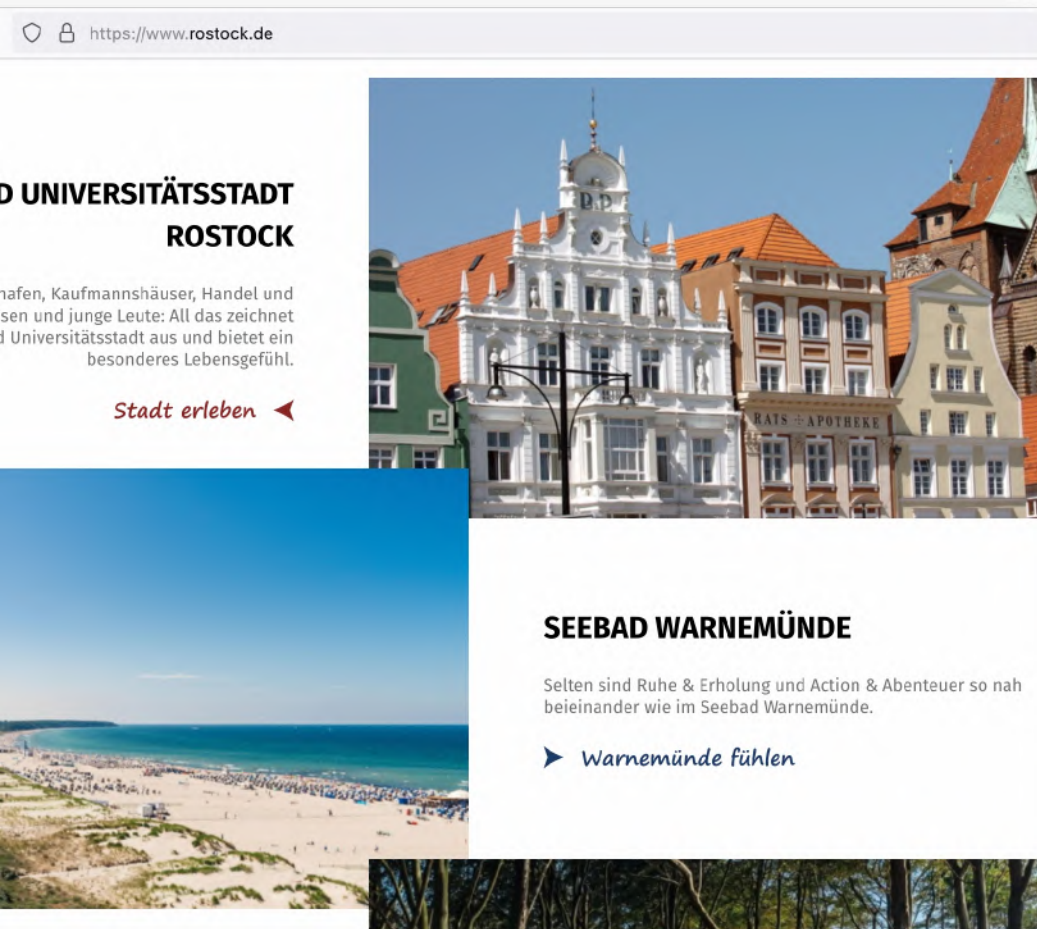 https://www.rostock.de
D UNIVERSITÄTSSTADT
ROSTOCK
hafen, Kaufmannshäuser, Handel und
sen und junge Leute: All das zeichnet
d Universitätsstadt aus und bietet ein
besonderes Lebensgefühl.
Stadt erleben
RATS APOTHEKE
SEEBAD WARNEMÜNDE
Selten sind Ruhe & Erholung und Action & Abenteuer so nah
beieinander wie im Seebad Warnemünde.
Warnemünde fühlen